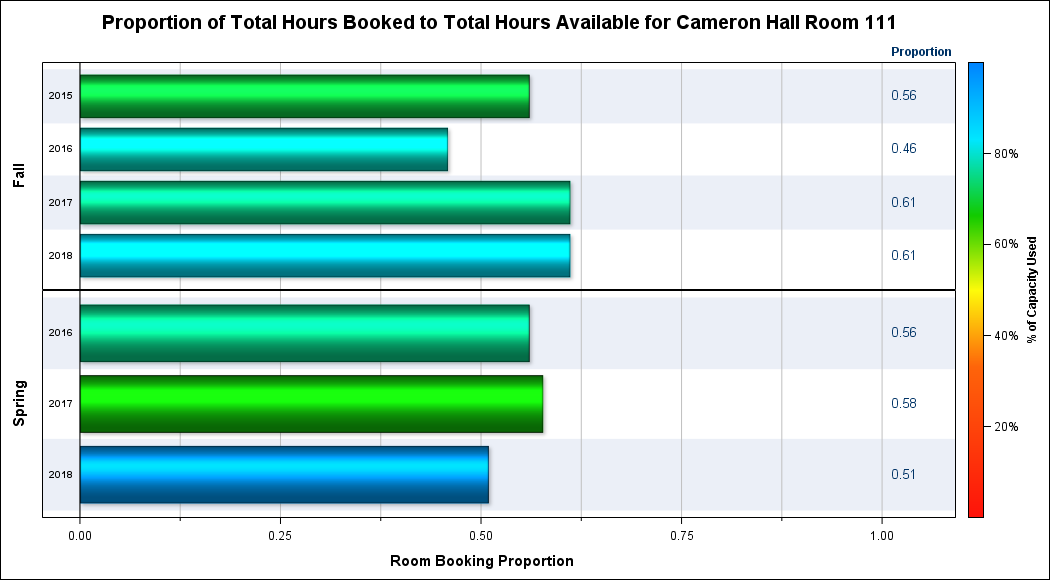 Proportion of Total Hours Booked to Total Hours Available for Cameron Hall Room 111
Proportion
Fall
2015 0.56
2016 0.46
2017 0.61
2018 0.61
Spring
2016 0.56
2017 0.58
2018 0.51
0.00 0.25 0.50 0.75 1.00
Room Booking Proportion
80%
60%
40%
20%
% of Capacity Used